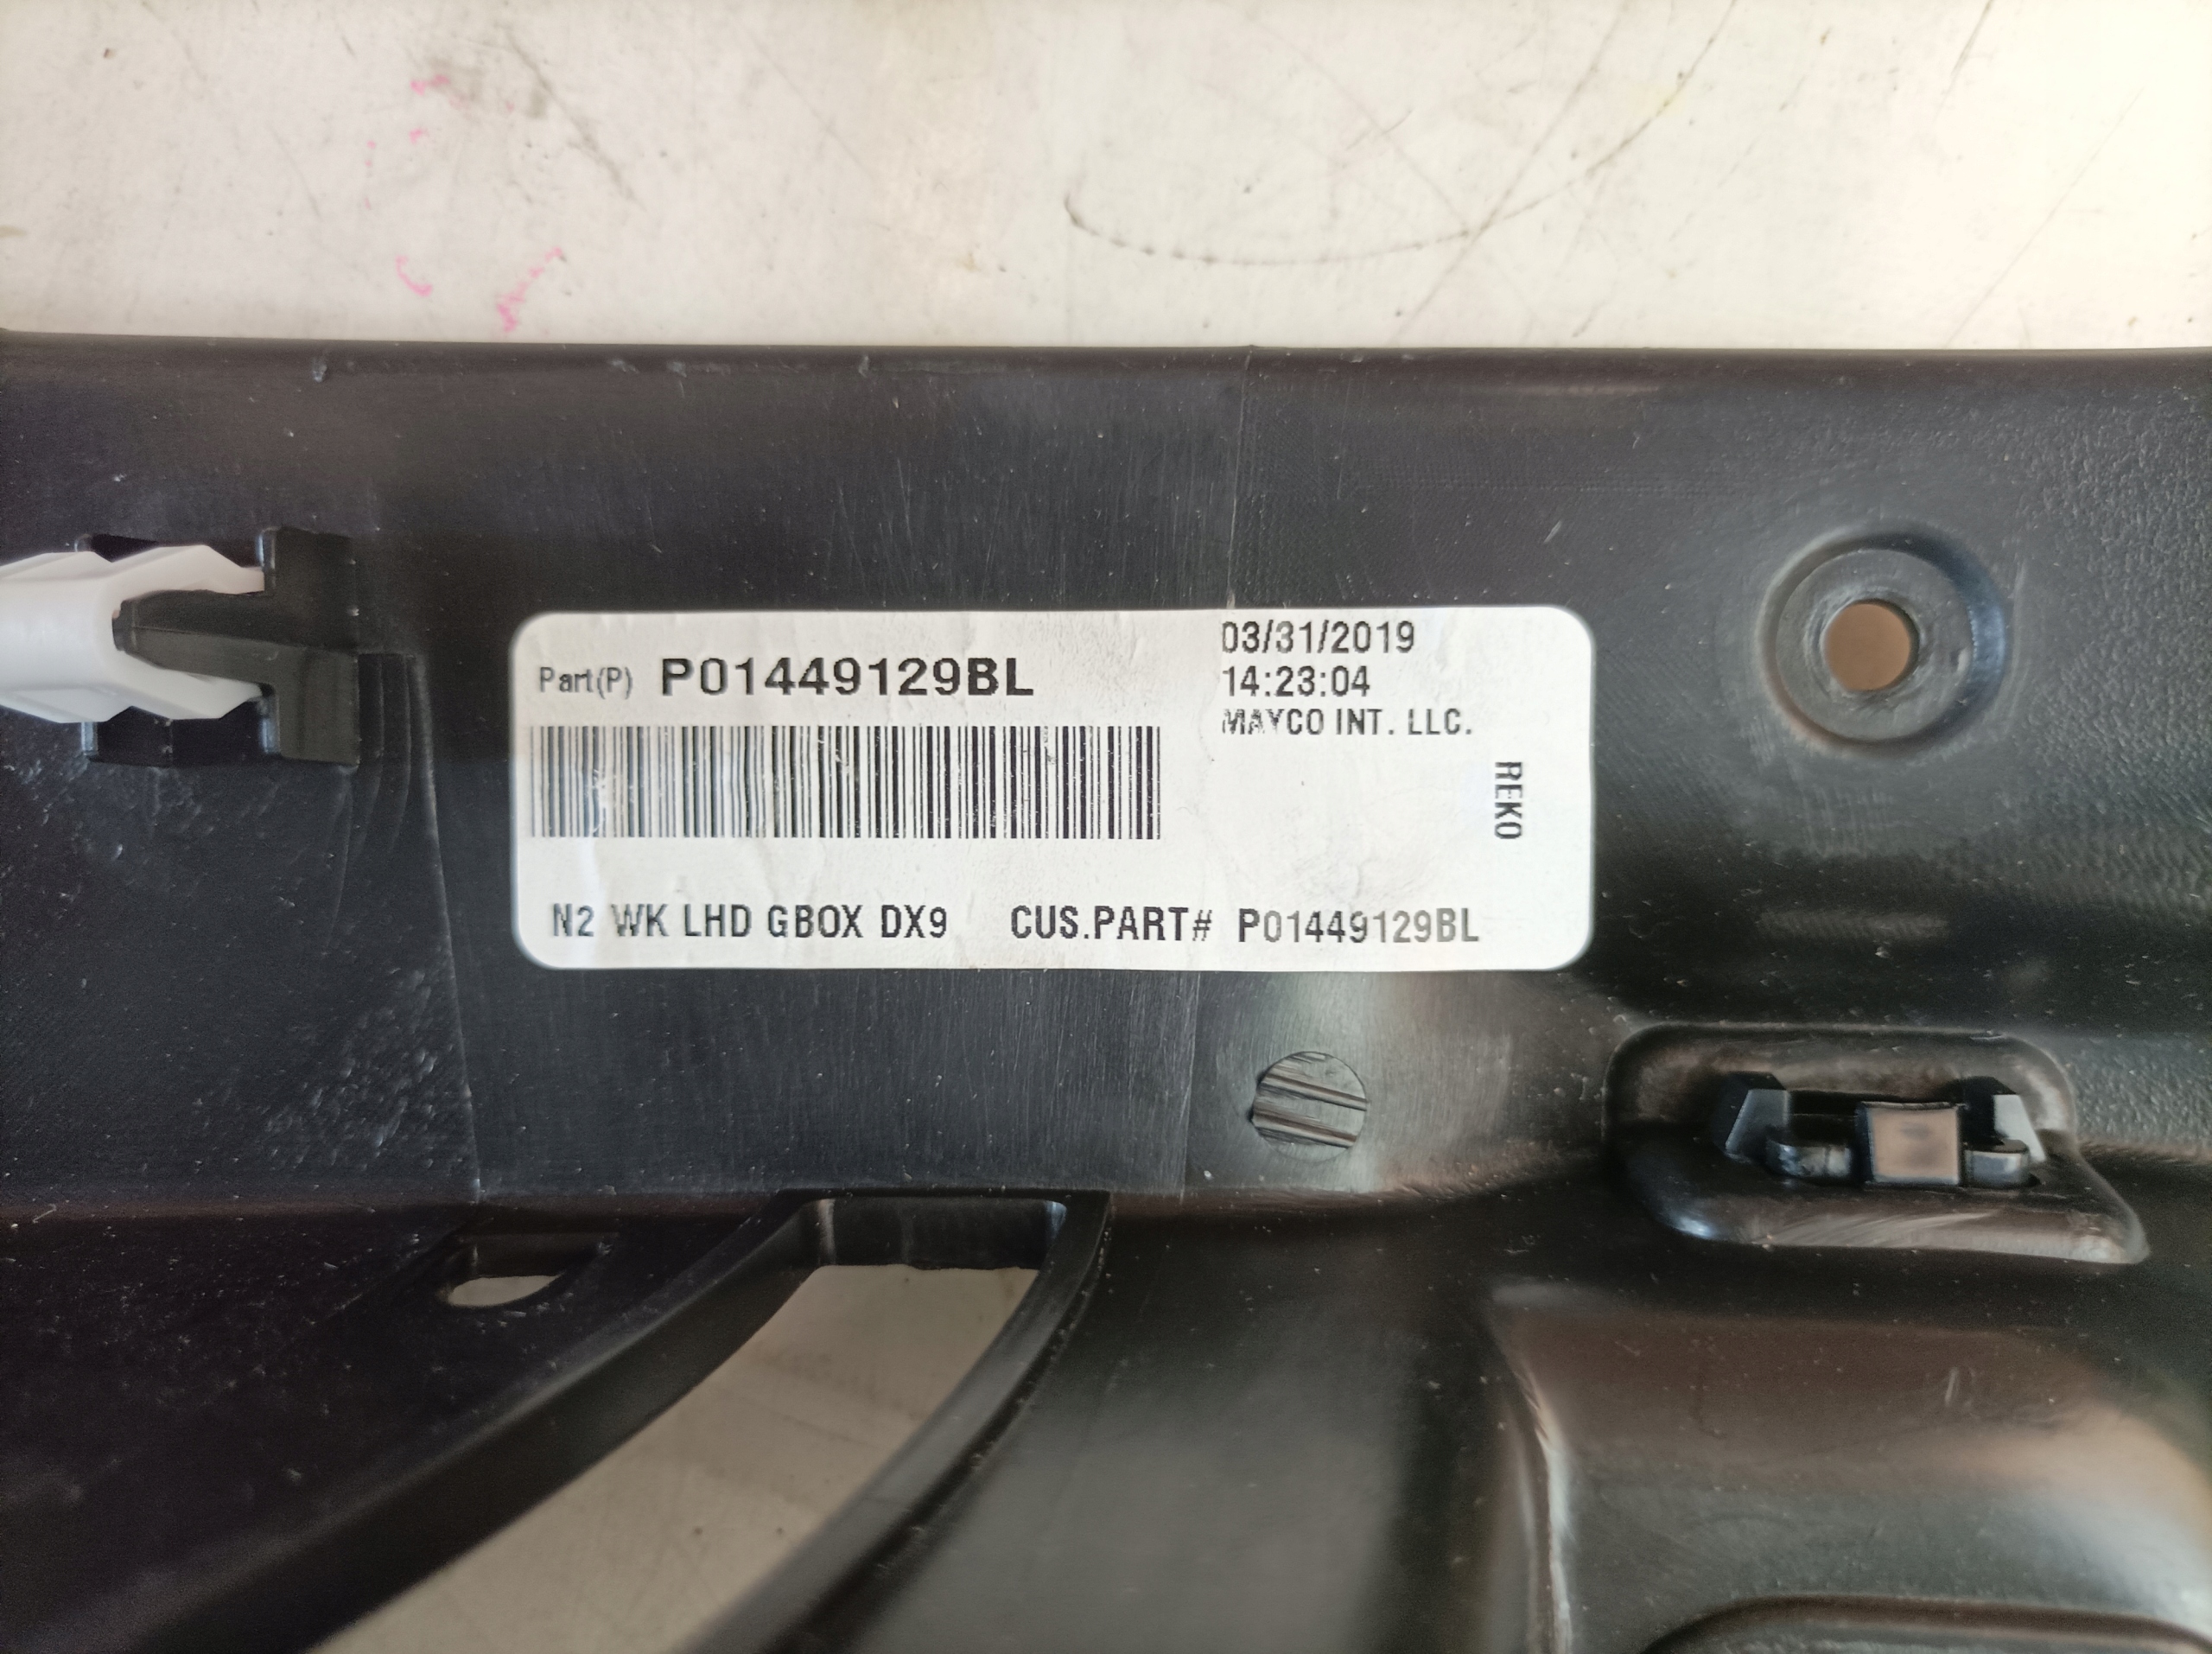 Part(P) P01449129BL
03/31/2019
14:23:04
MAYCO INT. LLC.
REKO
N2 WK LHD GBOX DX9 CUS.PART# P01449129BL